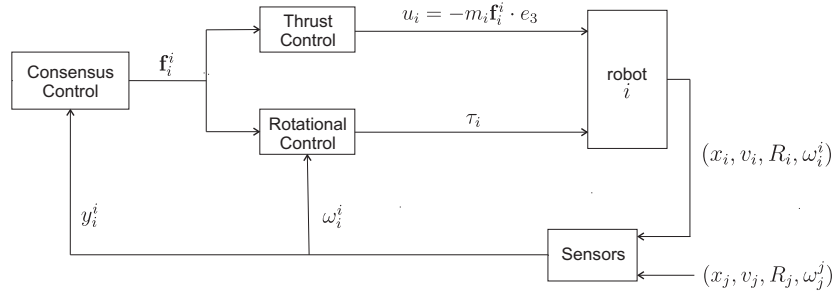 Thrust
Control
u_i = −m_i f_i^i · e_3
Consensus
Control
f_i^i
robot
i
Rotational
Control
τ_i
(x_i, v_i, R_i, ω_i^i)
y_i^i
ω_i^i
Sensors
(x_j, v_j, R_j, ω_j^j)